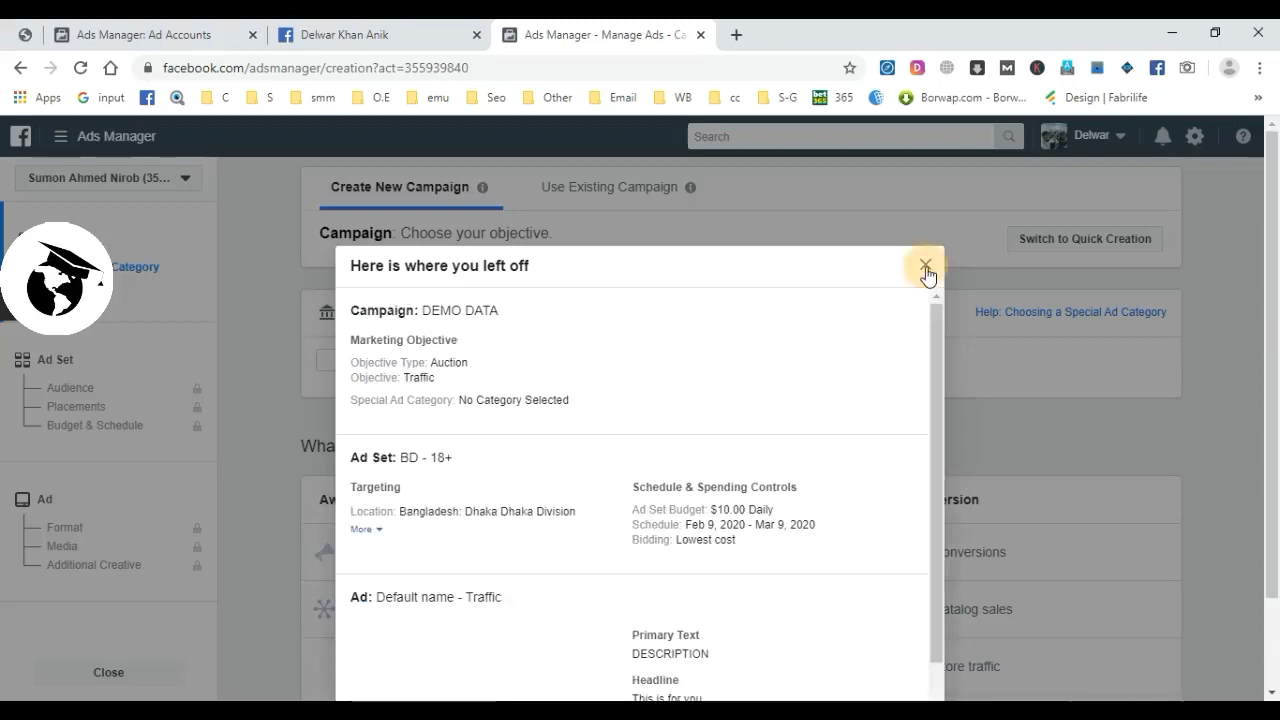 Ads Manager: Ad Accounts
Delwar Khan Anik
Ads Manager - Manage Ads - Ca
facebook.com/adsmanager/creation?act=355939840
Apps
input
C
S
smm
O.E
emu
Seo
Other
Email
WB
cc
S-G
bet365
365
Borwap.com - Borw...
Design | Fabrilife
Ads Manager
Search
Delwar
Sumon Ahmed Nirob (35...
Create New Campaign
Use Existing Campaign
Campaign: Choose your objective.
Switch to Quick Creation
Category
Here is where you left off
Campaign: DEMO DATA
Help: Choosing a Special Ad Category
Marketing Objective
Objective Type: Auction
Objective: Traffic
Special Ad Category: No Category Selected
Ad Set
Audience
Placements
Budget & Schedule
Wha
Ad Set: BD - 18+
Targeting
Schedule & Spending Controls
Location: Bangladesh: Dhaka Dhaka Division
More
Ad Set Budget: $10.00 Daily
Schedule: Feb 9, 2020 - Mar 9, 2020
Bidding: Lowest cost
Ad
Format
Media
Additional Creative
Aw
ersion
onversions
atalog sales
ore traffic
Ad: Default name - Traffic
Primary Text
DESCRIPTION
Headline
This is for you
Close